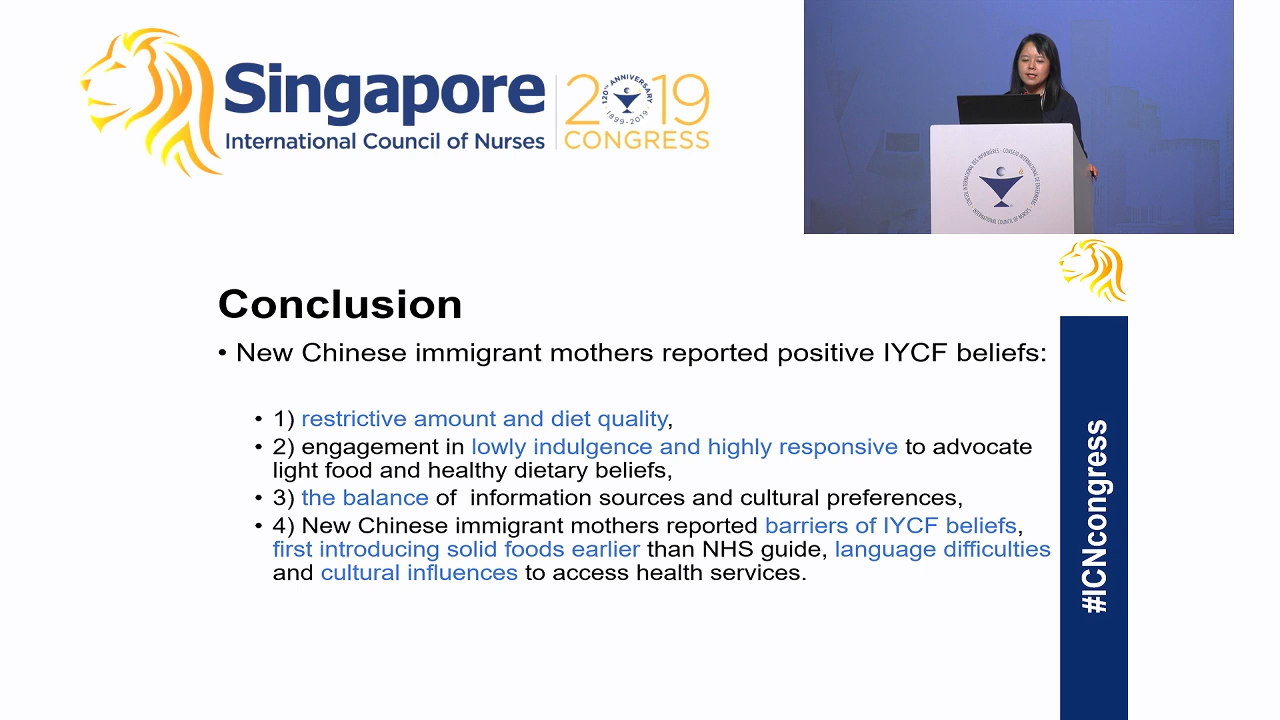 Singapore
International Council of Nurses
2019
120TH ANNIVERSARY
1899-2019
CONGRESS
Conclusion
• New Chinese immigrant mothers reported positive IYCF beliefs:
• 1) restrictive amount and diet quality,
• 2) engagement in lowly indulgence and highly responsive to advocate
light food and healthy dietary beliefs,
• 3) the balance of information sources and cultural preferences,
• 4) New Chinese immigrant mothers reported barriers of IYCF beliefs,
first introducing solid foods earlier than NHS guide, language difficulties
and cultural influences to access health services.
#ICNcongress